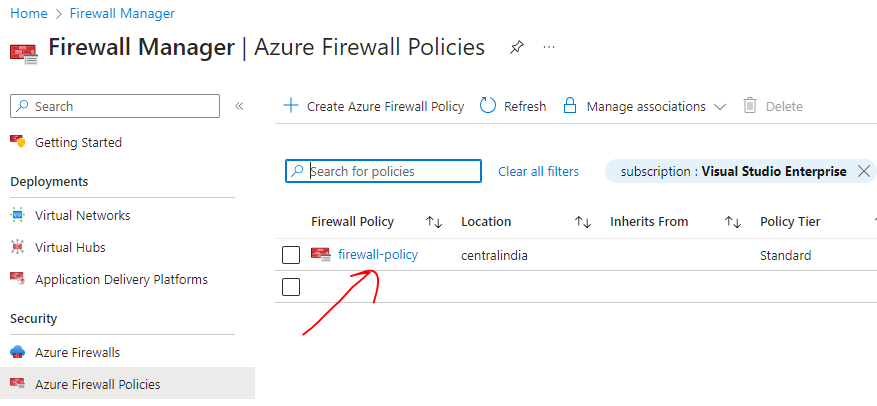 Home > Firewall Manager
Firewall Manager | Azure Firewall Policies ...
Search «
Getting Started
Deployments
Virtual Networks
Virtual Hubs
Application Delivery Platforms
Security
Azure Firewalls
Azure Firewall Policies
+ Create Azure Firewall Policy Refresh Manage associations Delete
Search for policies Clear all filters subscription : Visual Studio Enterprise
Firewall Policy Location Inherits From Policy Tier
firewall-policy centralindia Standard